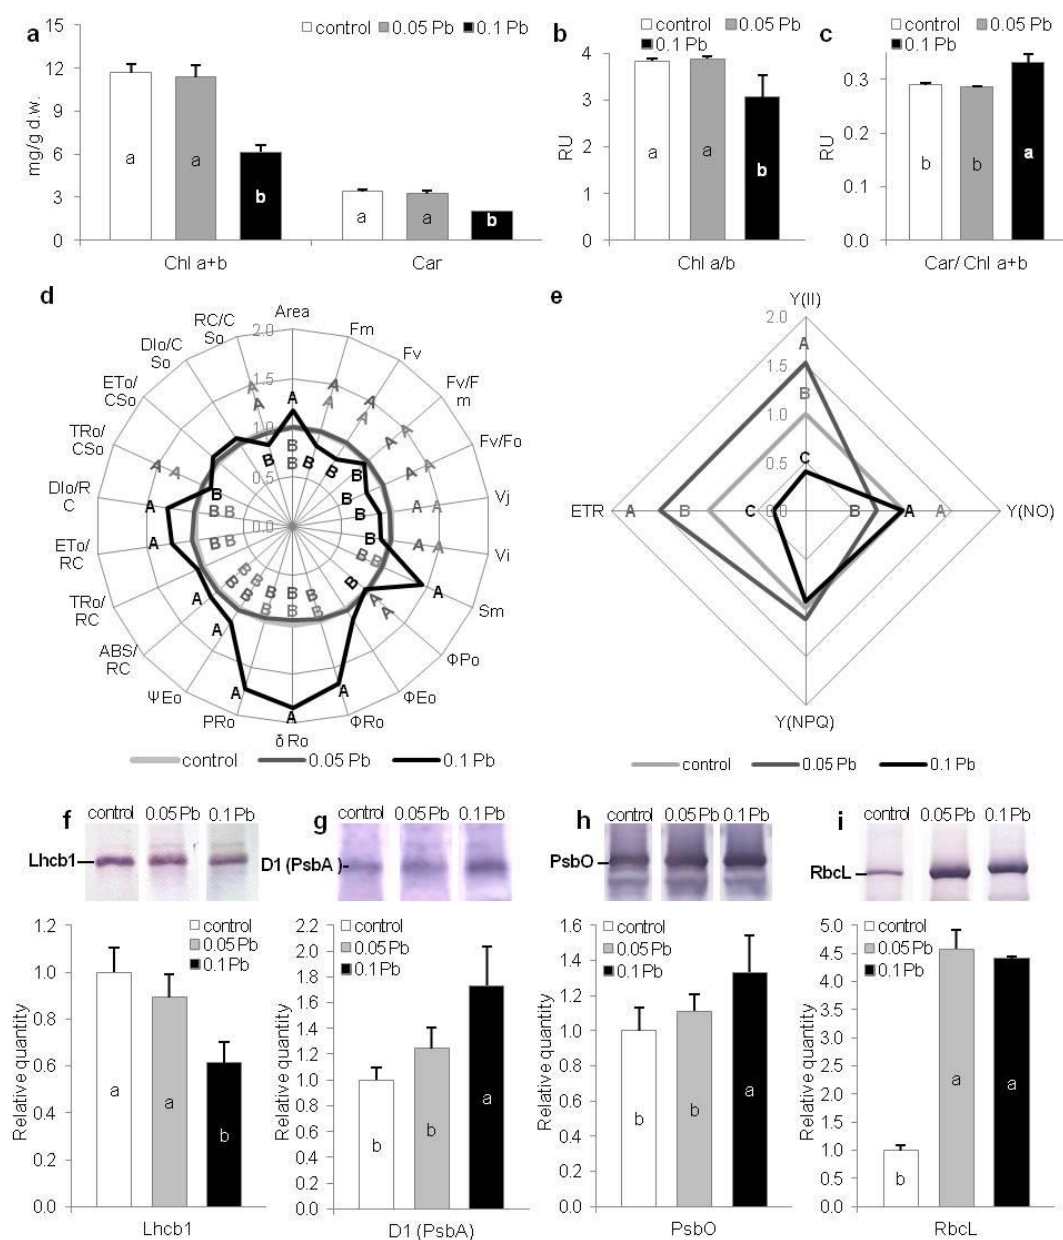 a
control 0.05 Pb 0.1 Pb
15
12
9
6
3
0
mg/g d.w.
a a b
a a b
Chl a+b Car
b
control 0.05 Pb
0.1 Pb
4
3
2
1
0
RU
a a b
Chl a/b
c
control 0.05 Pb
0.1 Pb
0.3
0.2
0.1
0.0
RU
b b a
Car/ Chl a+b
d
Area
Fm
Fv
Fv/F
m
Fv/Fo
Vj
Vi
Sm
ΦPo
ΦEo
ΦRo
δRo
PRo
ΨEo
ABS/
RC
TRo/
RC
ETo/
RC
DIo/R
C
TRo/
CSo
ETo/
CSo
DIo/C
So
RC/C
So
2.0
1.5
1.0
0.5
0.0
control 0.05 Pb 0.1 Pb
e
Y(II)
2.0
1.5
1.0
0.5
0.0
A
B
C
ETR A B C B A A Y(NO)
Y(NPQ)
control 0.05 Pb 0.1 Pb
f
control 0.05 Pb 0.1 Pb
Lhcb1
control
0.05 Pb
0.1 Pb
1.0
0.8
0.6
0.4
0.2
0.0
Relative quantity
a a b
Lhcb1
g
control 0.05 Pb 0.1 Pb
D1 (PsbA)
control
0.05 Pb
0.1 Pb
2.2
2.0
1.8
1.6
1.4
1.2
1.0
0.8
0.6
0.4
0.2
0.0
Relative quantity
b b a
D1 (PsbA)
h
control 0.05 Pb 0.1 Pb
PsbO
control
0.05 Pb
0.1 Pb
1.6
1.4
1.2
1.0
0.8
0.6
0.4
0.2
0.0
Relative quantity
b b a
PsbO
i
control 0.05 Pb 0.1 Pb
RbcL
control
0.05 Pb
0.1 Pb
5.0
4.5
4.0
3.5
3.0
2.5
2.0
1.5
1.0
0.5
0.0
Relative quantity
b a a
RbcL